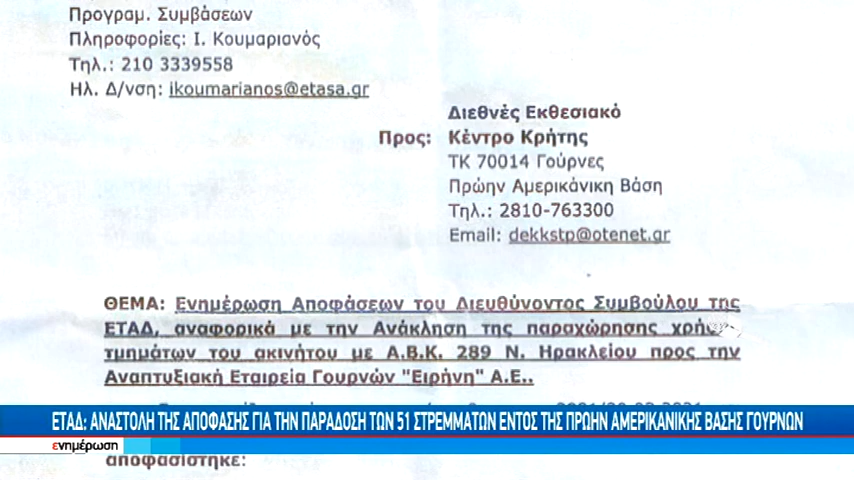 Προγραμ. Συμβάσεων
Πληροφορίες: Ι. Κουμαριανός
Τηλ.: 210 3339558
Ηλ. Δ/νση: ikoumarianos@etasa.gr
Διεθνές Εκθεσιακό
Προς: Κέντρο Κρήτης
ΤΚ 70014 Γούρνες
Πρώην Αμερικάνικη Βάση
Τηλ.: 2810-763300
Email: dekkstp@otenet.gr
ΘΕΜΑ: Ενημέρωση Αποφάσεων του Διευθύνοντος Συμβούλου της
ΕΤΑΔ, αναφορικά με την Ανάκληση της παραχώρησης
τμημάτων του ακινήτου με Α.Β.Κ. 289 Ν. Ηρακλείου προς την
Αναπτυξιακή Εταιρεία Γουρνών "Ειρήνη" Α.Ε..
ΕΤΑΔ: ΑΝΑΣΤΟΛΗ ΤΗΣ ΑΠΟΦΑΣΗΣ ΓΙΑ ΤΗΝ ΠΑΡΑΔΟΣΗ ΤΩΝ 51 ΣΤΡΕΜΜΑΤΩΝ ΕΝΤΟΣ ΤΗΣ ΠΡΩΗΝ ΑΜΕΡΙΚΑΝΙΚΗΣ ΒΑΣΗΣ ΓΟΥΡΝΩΝ
ενημέρωση
αποφασίστηκε: